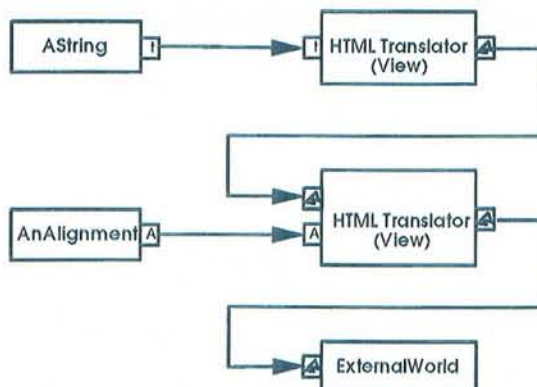 AString
t
t
HTML Translator
(View)
AnAlignment
A
A
HTML Translator
(View)
ExternalWorld